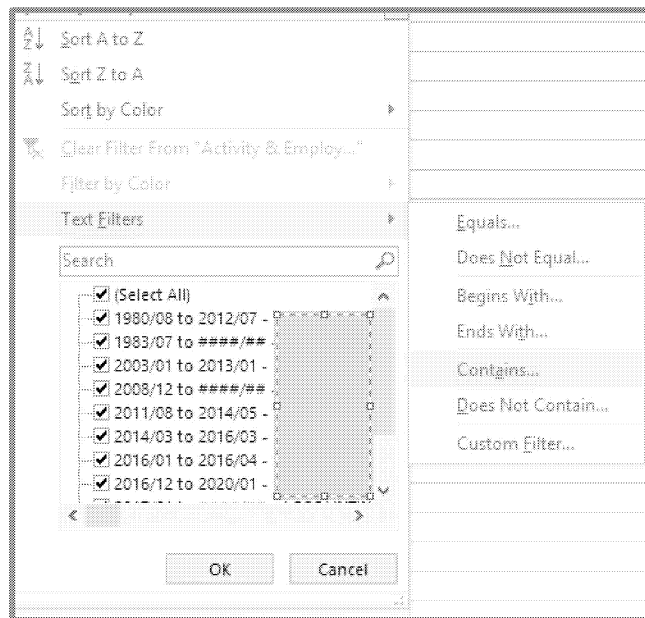 Sort A to Z
Sort Z to A
Sort by Color
Clear Filter From "Activity & Employ..."
Filter by Color
Text Filters
Search
(Select All)
1980/08 to 2012/07 -
1983/07 to ####/## -
2003/01 to 2013/01 -
2008/12 to ####/## -
2011/08 to 2014/05 -
2014/03 to 2016/03 -
2016/01 to 2016/04 -
2016/12 to 2020/01 -
OK Cancel
Equals...
Does Not Equal...
Begins With...
Ends With...
Contains...
Does Not Contain...
Custom Filter...